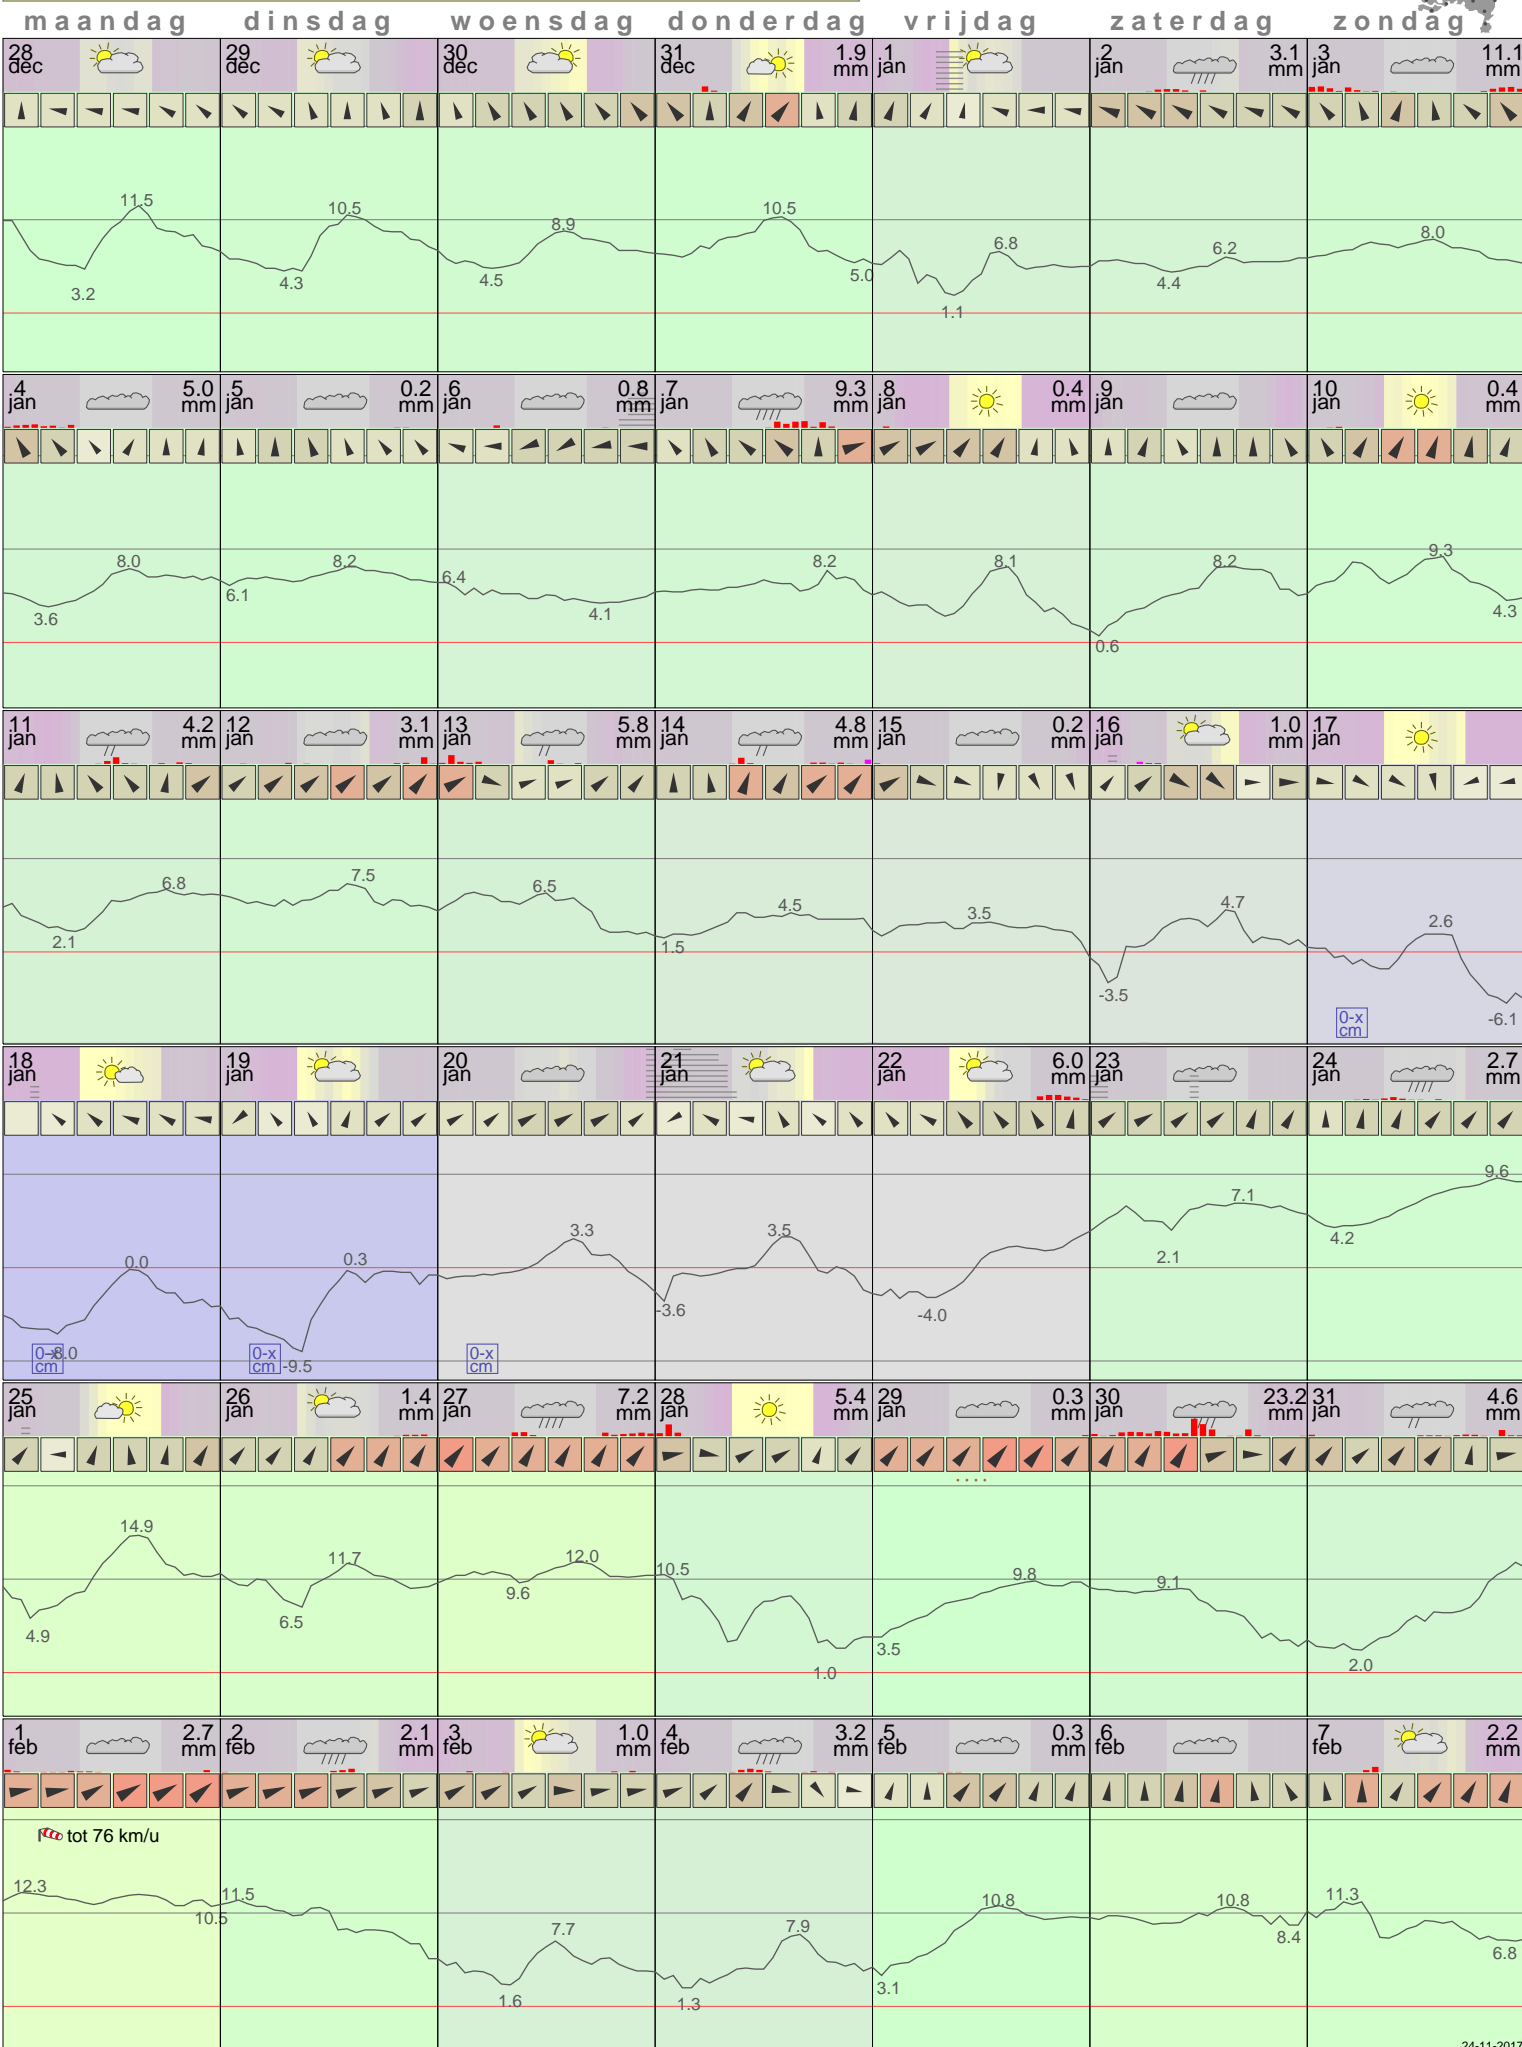 maandag dinsdag woensdag donderdag vrijdag zaterdag zondag
28 29 30 31 1.9 1 2 3.1 3 11.1
dec dec dec dec mm jan jan mm jan mm
11.5 10.5 8.9 10.5 6.8 6.2 8.0
3.2 4.3 4.5 5.0 1.1 4.4
4 5.0 5 0.2 6 0.8 7 9.3 8 0.4 9 10 0.4
jan mm jan mm jan mm jan mm jan mm jan jan mm
8.0 8.2 6.4 8.2 8.1 8.2 9.3
3.6 6.1 4.1 0.6 4.3
11 4.2 12 3.1 13 5.8 14 4.8 15 0.2 16 1.0 17
jan mm jan mm jan mm jan mm jan mm jan mm jan
6.8 7.5 6.5 4.5 3.5 4.7 2.6
2.1 1.5 -3.5 -6.1
0-x
cm
18 19 20 21 22 6.0 23 24 2.7
jan jan jan jan jan mm jan jan mm
0.0 0.3 3.3 3.5 7.1 9.6
-8.0 -9.5 -3.6 -4.0 2.1 4.2
0-x 0-x 0-x
cm cm cm
25 26 1.4 27 7.2 28 5.4 29 0.3 30 23.2 31 4.6
jan jan mm jan mm jan mm jan mm jan mm jan mm
14.9 11.7 12.0 10.5 9.8 9.1
4.9 6.5 9.6 1.0 3.5 2.0
1 2.7 2 2.1 3 1.0 4 3.2 5 0.3 6 7 2.2
feb mm feb mm feb mm feb mm feb mm feb feb mm
tot 76 km/u
12.3 11.5 7.7 7.9 10.8 10.8 11.3
10.5 1.6 1.3 3.1 8.4 6.8
24-11-2017